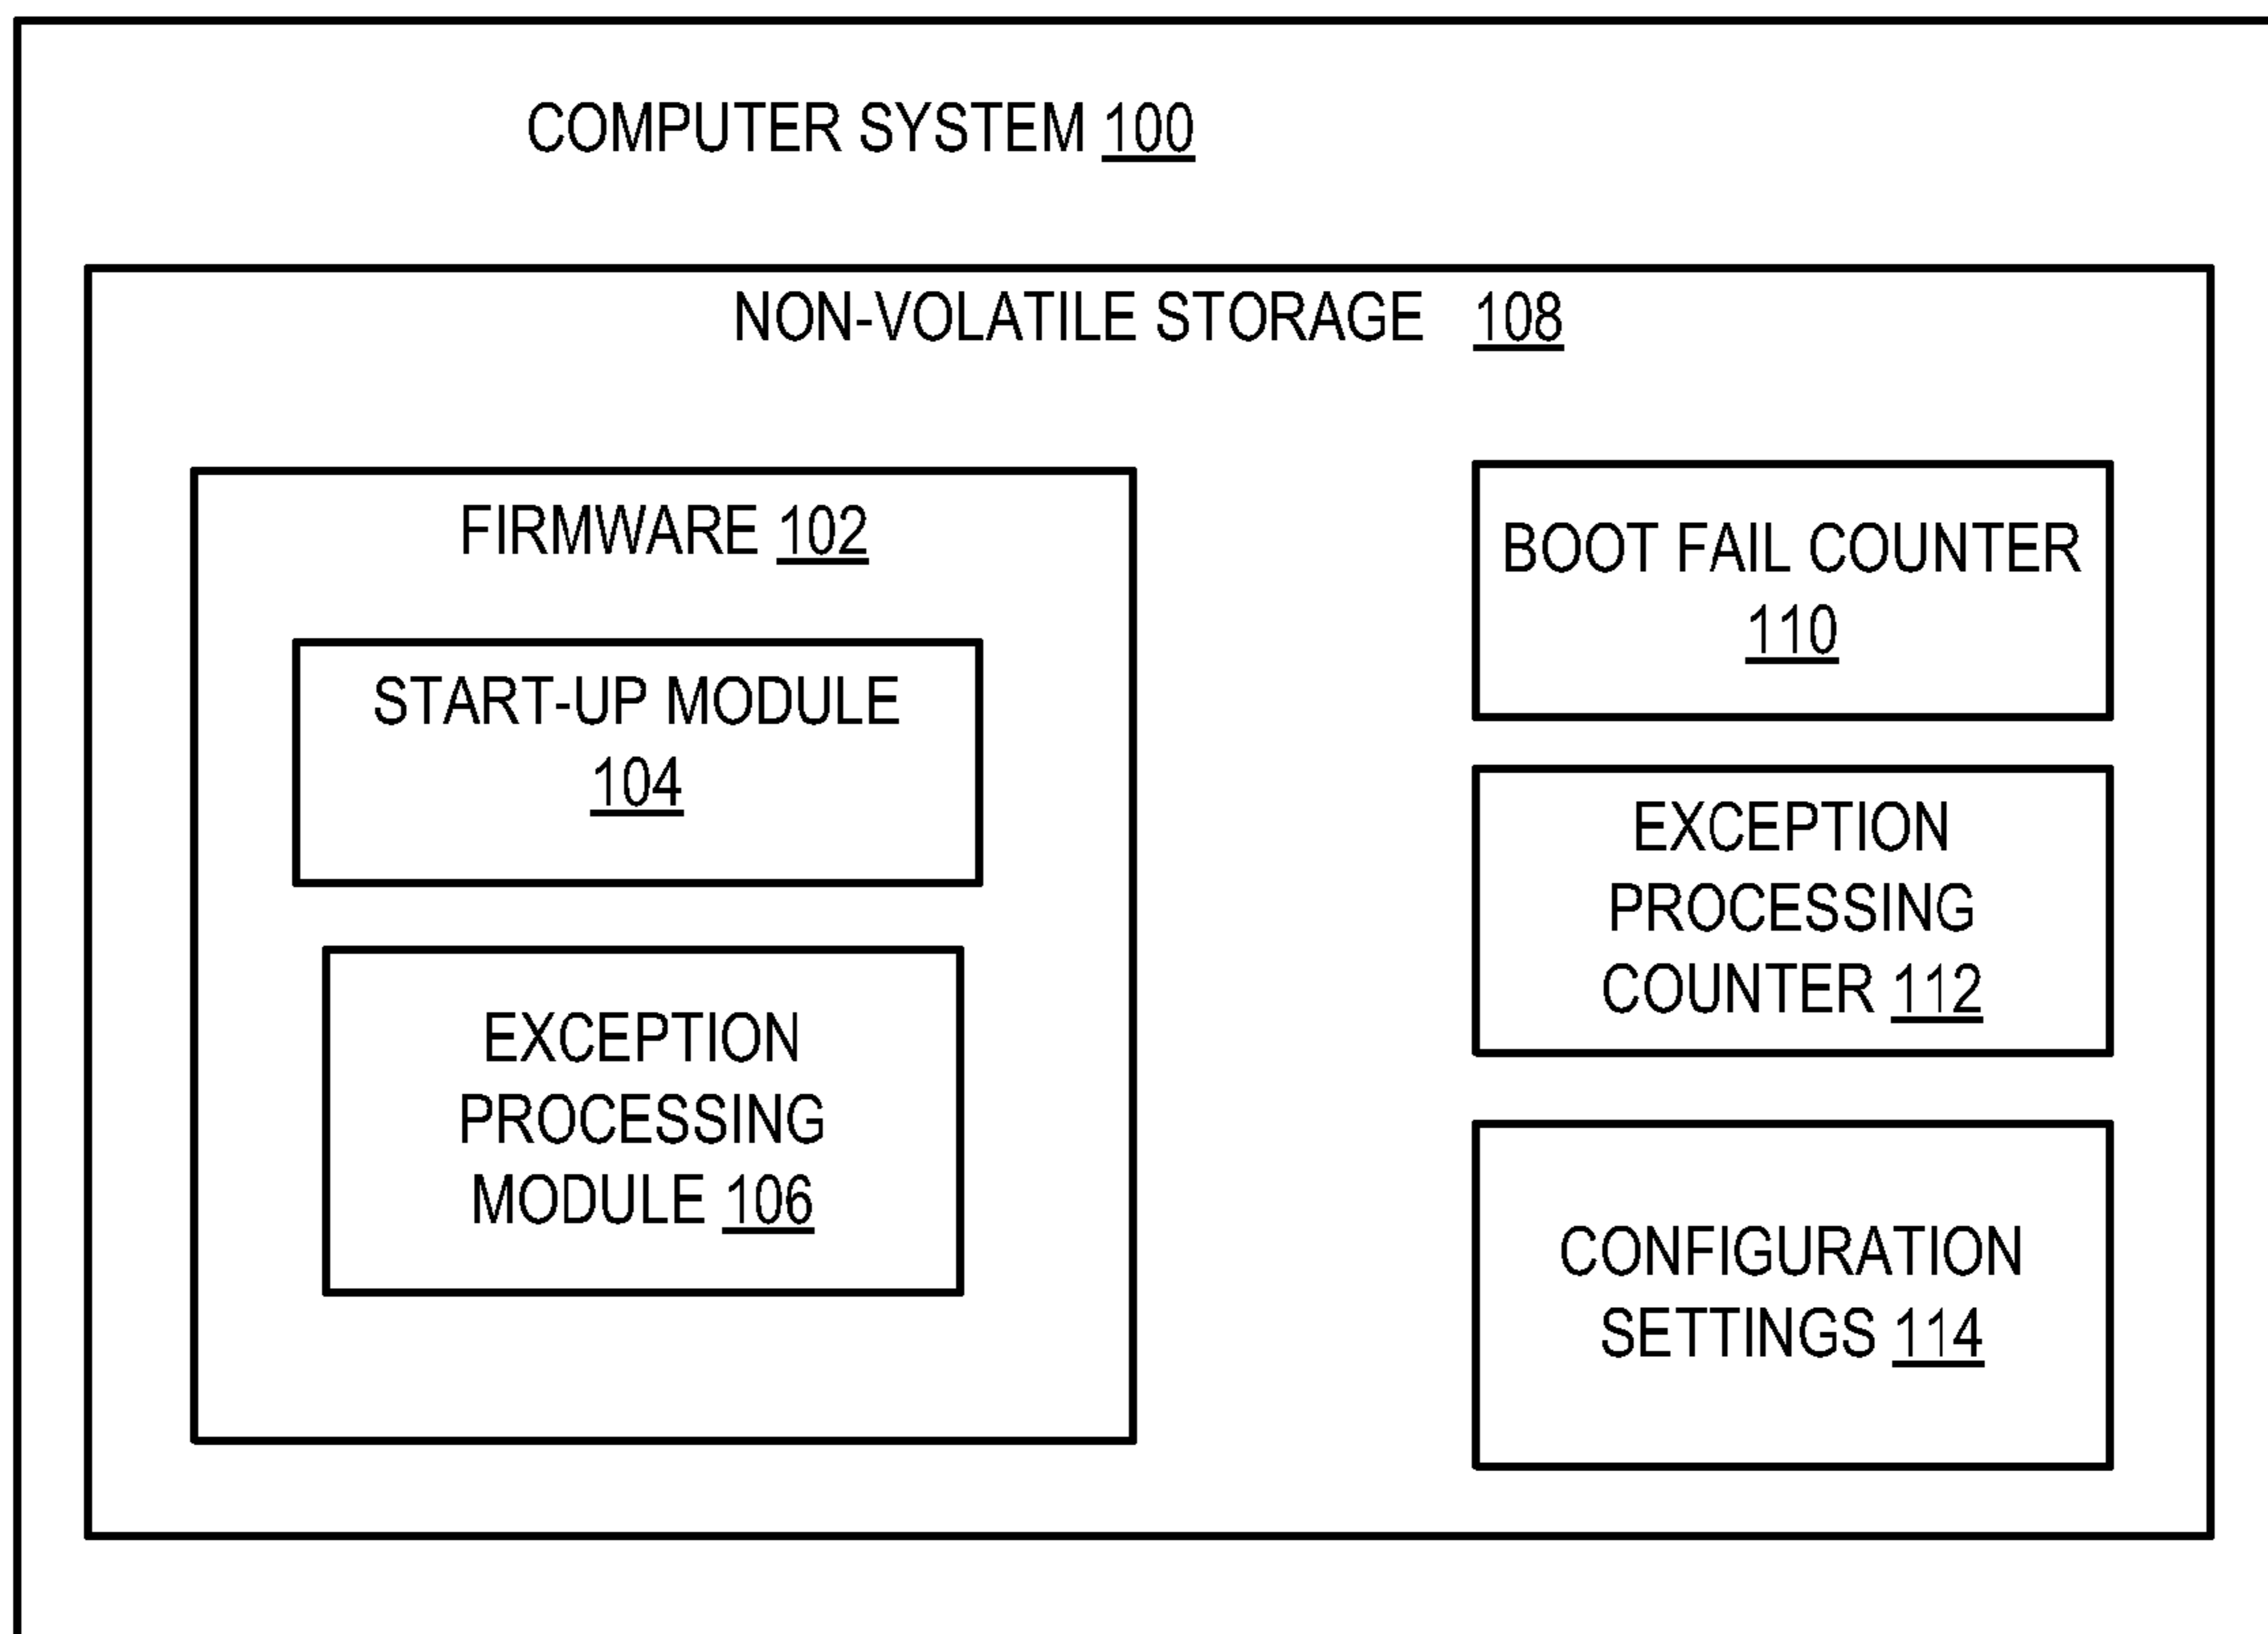 COMPUTER SYSTEM 100
NON-VOLATILE STORAGE 108
FIRMWARE 102
START-UP MODULE
104
EXCEPTION
PROCESSING
MODULE 106
BOOT FAIL COUNTER
110
EXCEPTION
PROCESSING
COUNTER 112
CONFIGURATION
SETTINGS 114